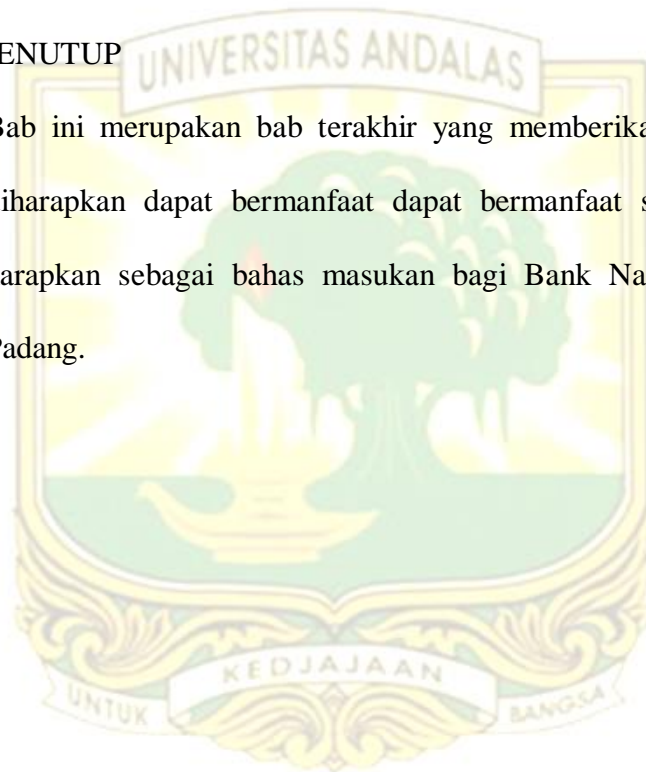 ENUTUP
UNIVERSITAS ANDALAS
Bab ini merupakan bab terakhir yang memberika
iharapkan dapat bermanfaat dapat bermanfaat s
arapkan sebagai bahas masukan bagi Bank Na
Padang.
UNTUK KEDJAJAAN BANGSA